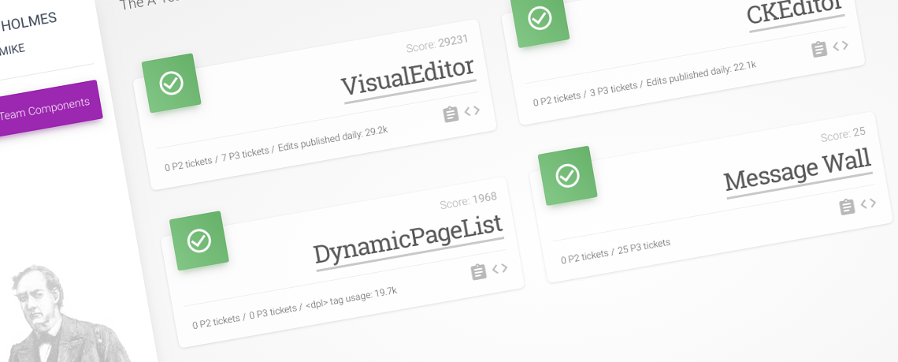 HOLMES
MIKE
Team Components
Score: 29231
VisualEditor
0 P2 tickets / 7 P3 tickets / Edits published daily: 29.2k
CKEditor
0 P2 tickets / 3 P3 tickets / Edits published daily: 22.1k
Score: 1968
DynamicPageList
0 P2 tickets / 0 P3 tickets / <dpl> tag usage: 19.7k
Score: 25
Message Wall
0 P2 tickets / 25 P3 tickets